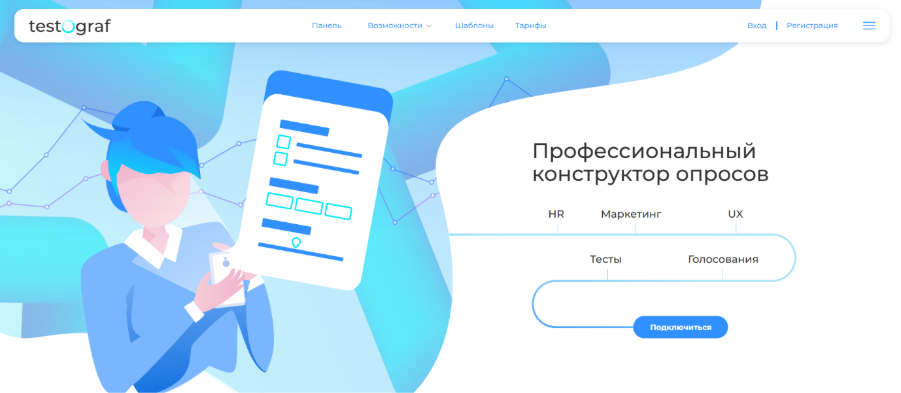 testograf
Панель Возможности Шаблоны Тарифы
Вход Регистрация
Профессиональный
конструктор опросов
HR Маркетинг UX
Тесты Голосования
Подключиться